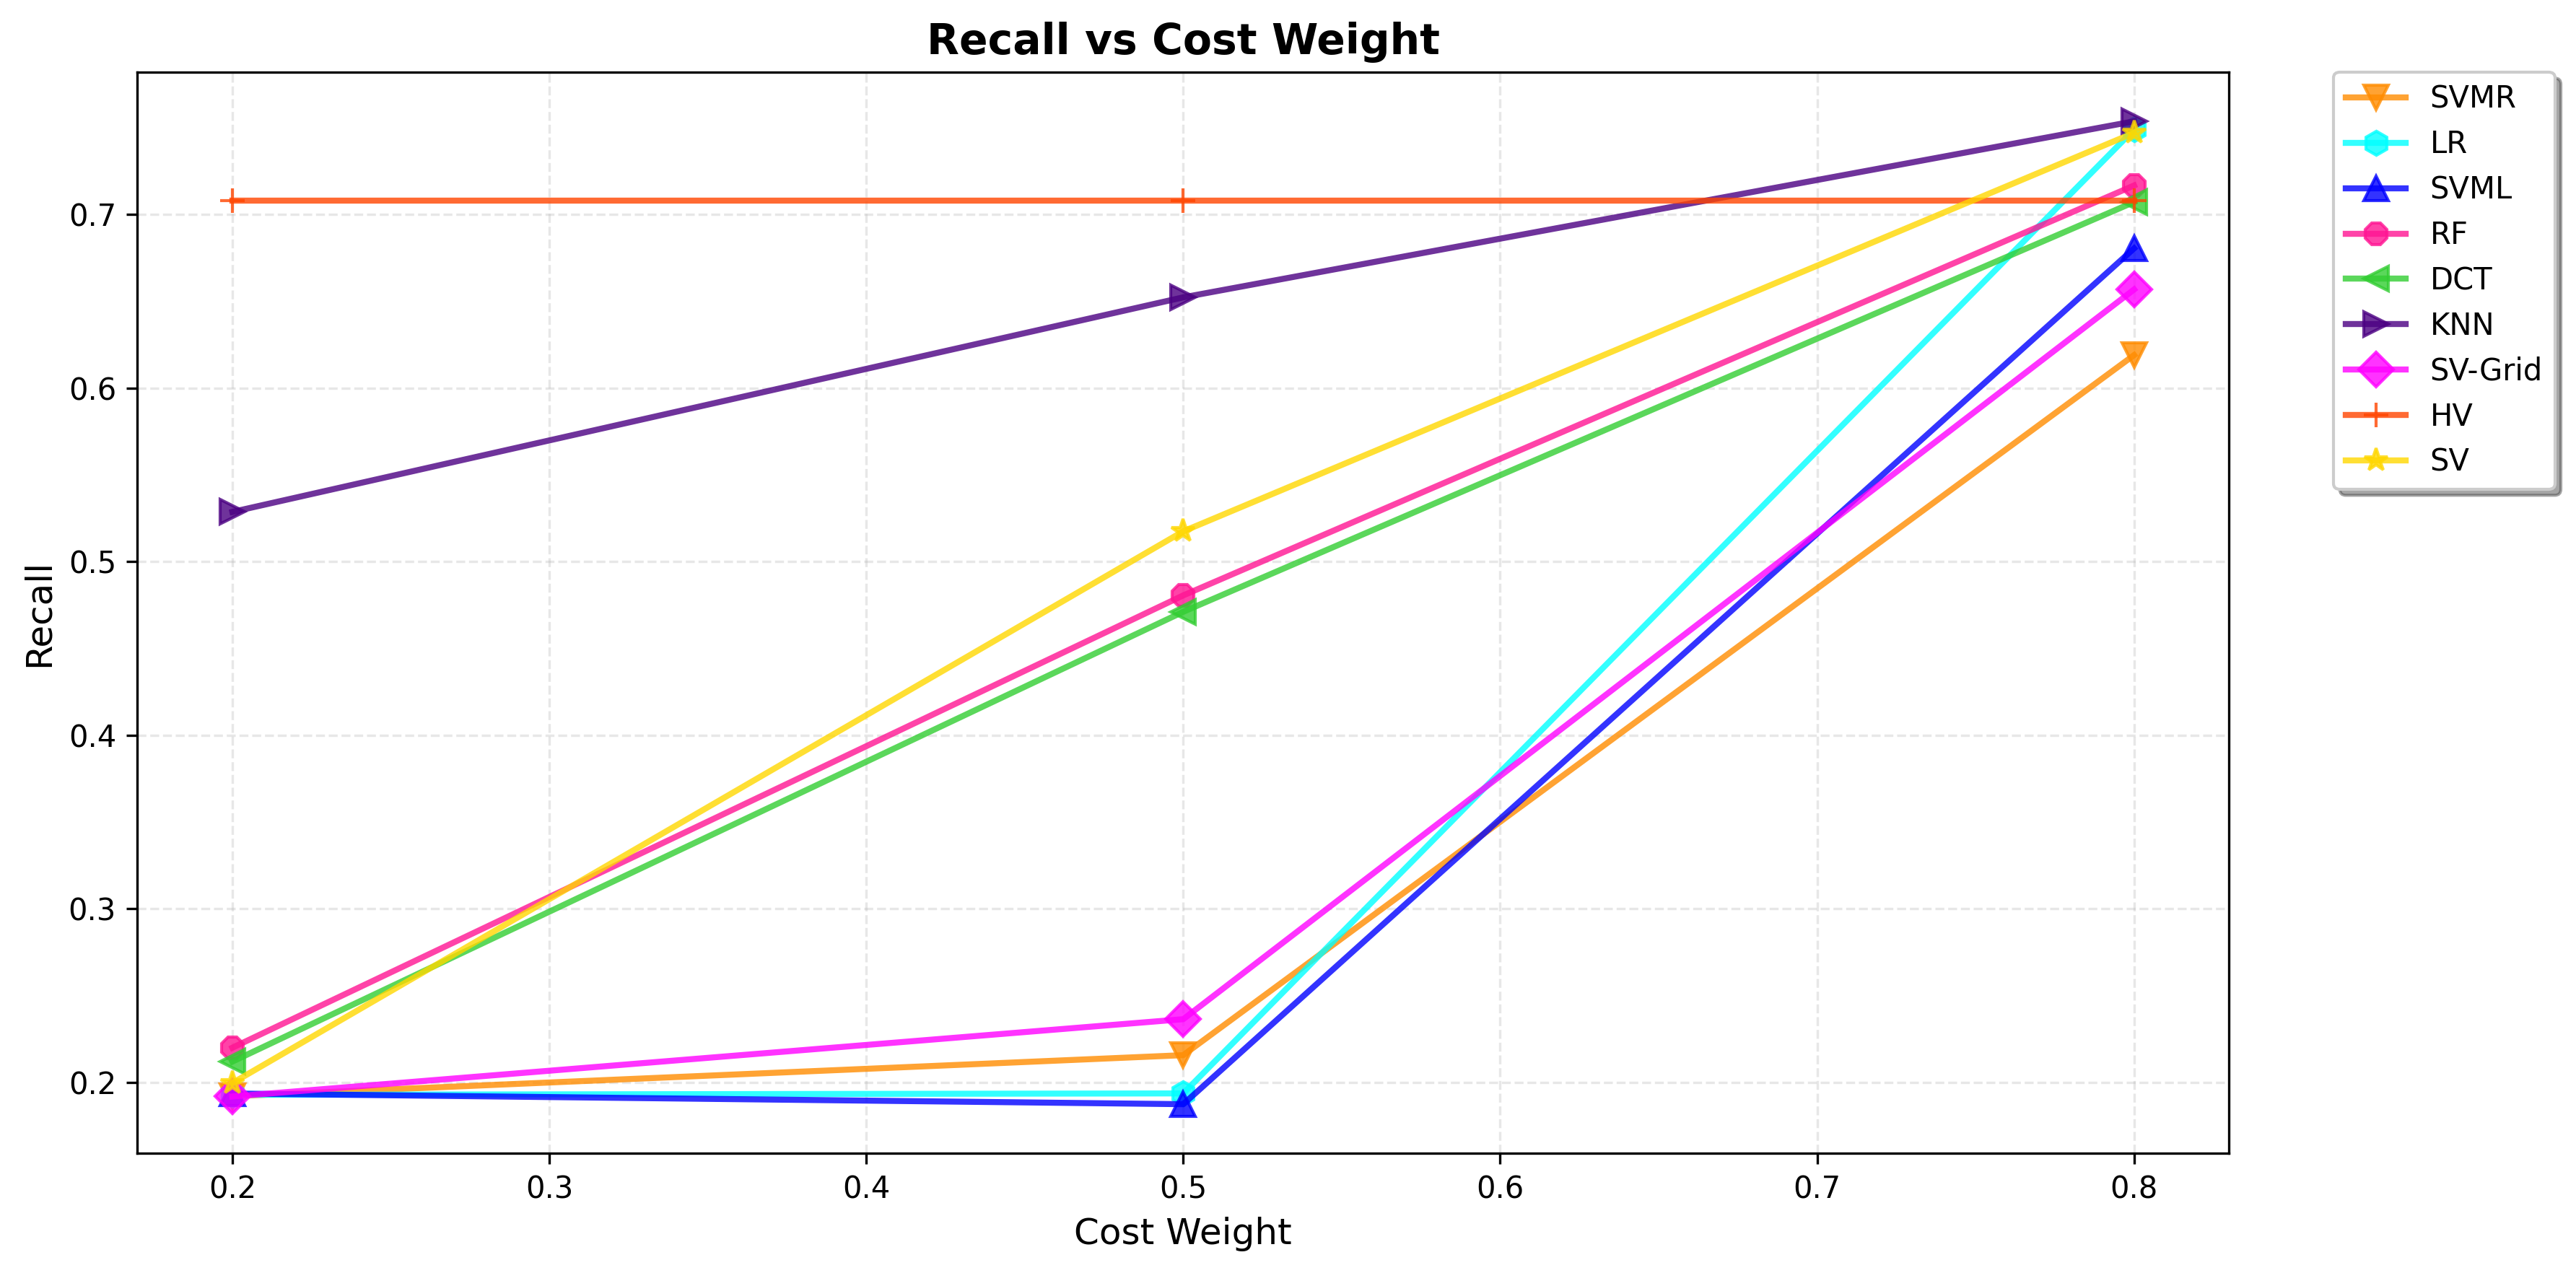 Recall vs Cost Weight
Recall
0.7
0.6
0.5
0.4
0.3
0.2
0.2 0.3 0.4 0.5 0.6 0.7 0.8
Cost Weight
SVMR
LR
SVML
RF
DCT
KNN
SV-Grid
HV
SV